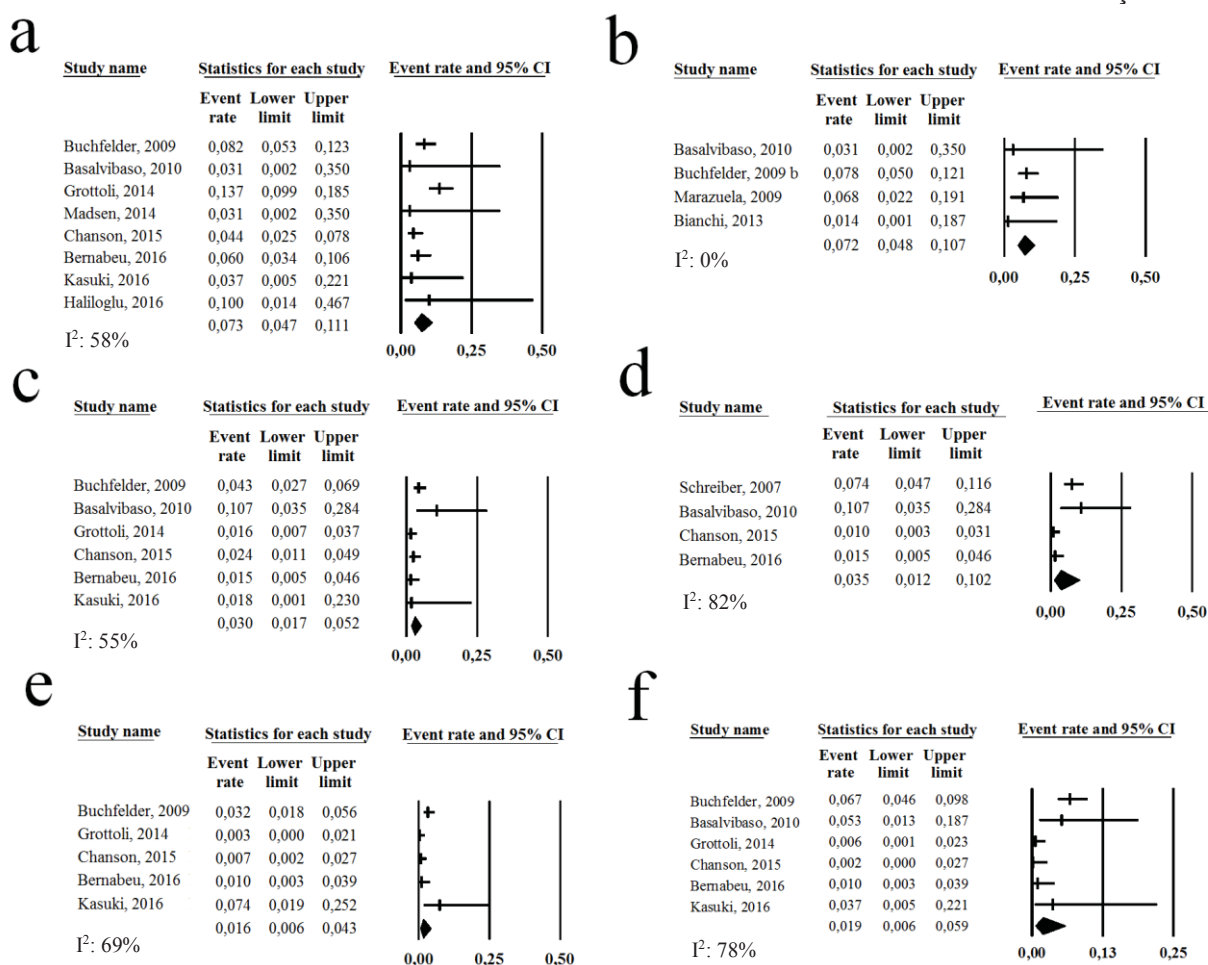 a
Study name Statistics for each study Event rate and 95% CI
Event Lower Upper
rate limit limit
Buchfelder, 2009 0,082 0,053 0,123
Basalvibaso, 2010 0,031 0,002 0,350
Grottoli, 2014 0,137 0,099 0,185
Madsen, 2014 0,031 0,002 0,350
Chanson, 2015 0,044 0,025 0,078
Bernabeu, 2016 0,060 0,034 0,106
Kasuki, 2016 0,037 0,005 0,221
Haliloglu, 2016 0,100 0,014 0,467
0,073 0,047 0,111
I²: 58%
0,00 0,25 0,50
b
Study name Statistics for each study Event rate and 95% CI
Event Lower Upper
rate limit limit
Basalvibaso, 2010 0,031 0,002 0,350
Buchfelder, 2009 b 0,078 0,050 0,121
Marazuela, 2009 0,068 0,022 0,191
Bianchi, 2013 0,014 0,001 0,187
0,072 0,048 0,107
I²: 0%
0,00 0,25 0,50
c
Study name Statistics for each study Event rate and 95% CI
Event Lower Upper
rate limit limit
Buchfelder, 2009 0,043 0,027 0,069
Basalvibaso, 2010 0,107 0,035 0,284
Grottoli, 2014 0,016 0,007 0,037
Chanson, 2015 0,024 0,011 0,049
Bernabeu, 2016 0,015 0,005 0,046
Kasuki, 2016 0,018 0,001 0,230
0,030 0,017 0,052
I²: 55%
0,00 0,25 0,50
d
Study name Statistics for each study Event rate and 95% CI
Event Lower Upper
rate limit limit
Schreiber, 2007 0,074 0,047 0,116
Basalvibaso, 2010 0,107 0,035 0,284
Chanson, 2015 0,010 0,003 0,031
Bernabeu, 2016 0,015 0,005 0,046
0,035 0,012 0,102
I²: 82%
0,00 0,25 0,50
e
Study name Statistics for each study Event rate and 95% CI
Event Lower Upper
rate limit limit
Buchfelder, 2009 0,032 0,018 0,056
Grottoli, 2014 0,003 0,000 0,021
Chanson, 2015 0,007 0,002 0,027
Bernabeu, 2016 0,010 0,003 0,039
Kasuki, 2016 0,074 0,019 0,252
0,016 0,006 0,043
I²: 69%
0,00 0,25 0,50
f
Study name Statistics for each study Event rate and 95% CI
Event Lower Upper
rate limit limit
Buchfelder, 2009 0,067 0,046 0,098
Basalvibaso, 2010 0,053 0,013 0,187
Grottoli, 2014 0,006 0,001 0,023
Chanson, 2015 0,002 0,000 0,027
Bernabeu, 2016 0,010 0,003 0,039
Kasuki, 2016 0,037 0,005 0,221
0,019 0,006 0,059
I²: 78%
0,00 0,13 0,25